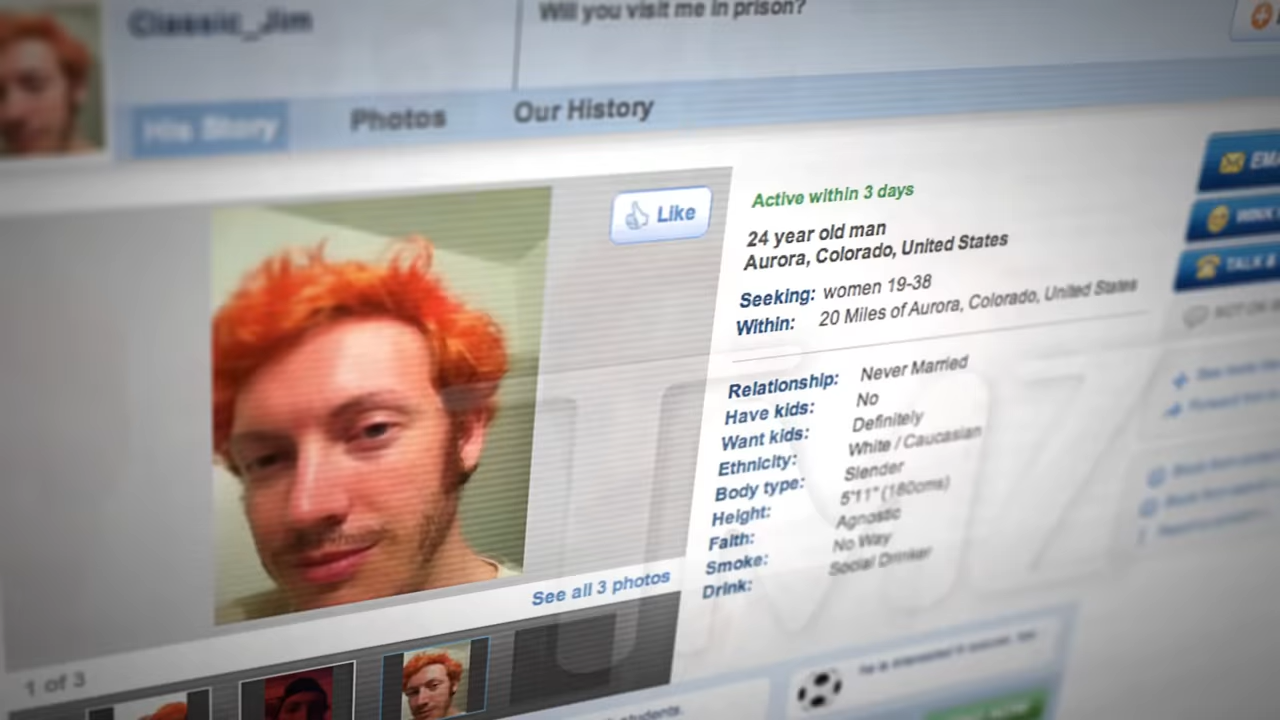 Classic_Jim
Will you visit me in prison?
His Story
Photos
Our History
Like
Active within 3 days
24 year old man
Aurora, Colorado, United States
Seeking: women 19-38
Within: 20 Miles of Aurora, Colorado, United States
Relationship: Never Married
Have kids: No
Want kids: Definitely
Ethnicity: White / Caucasian
Body type: Slender
Height: 5'11" (180cms)
Faith: Agnostic
Smoke: No Way
Drink: Social Drinker
See all 3 photos
1 of 3
TMZ
students.